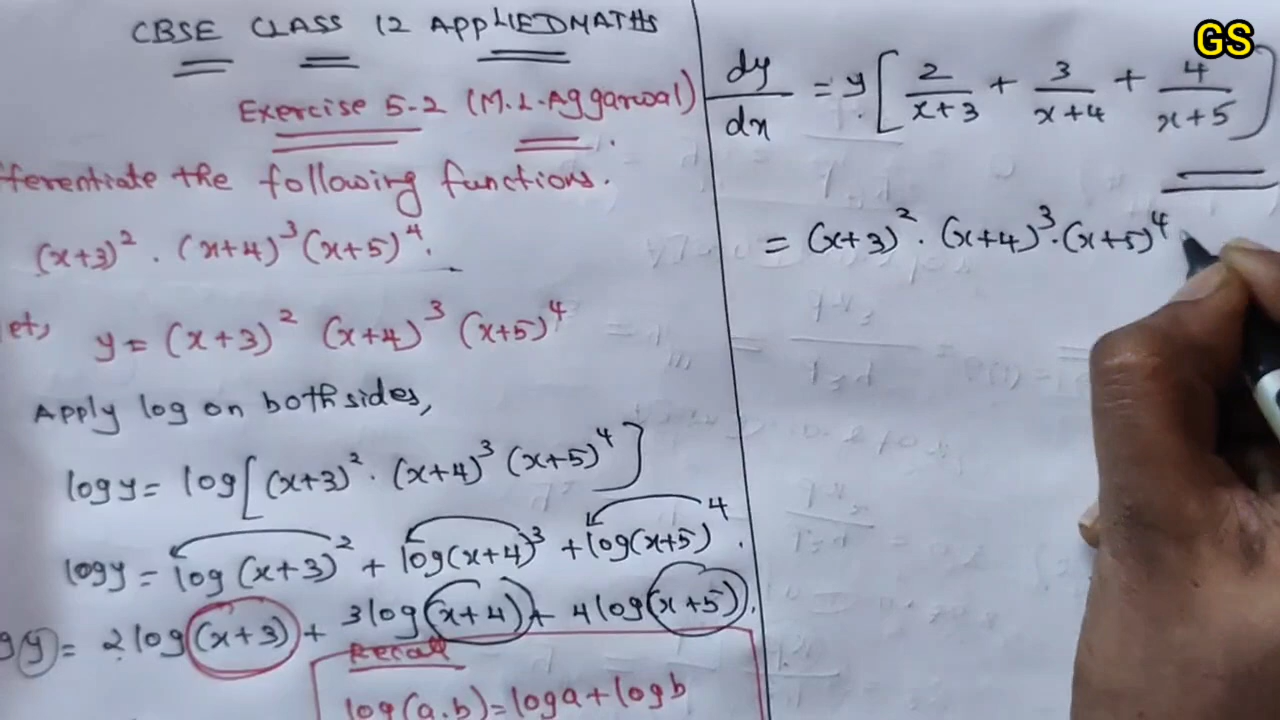 CBSE CLASS 12 APPLIED MATHS
Exercise 5.2 (M.L. Aggarwal)
fferentiate the following functions.
(x+3)² . (x+4)³ (x+5)⁴.
et, y = (x+3)² (x+4)³ (x+5)⁴
Apply log on both sides,
log y = log [(x+3)² . (x+4)³ (x+5)⁴]
log y = log (x+3)² + log(x+4)³ + log(x+5)⁴.
g y = 2 log (x+3) + 3 log (x+4) + 4 log (x+5).
Recall
log(a.b) = log a + log b
GS
dy/dx = y [2/(x+3) + 3/(x+4) + 4/(x+5)]
= (x+3)² . (x+4)³ . (x+5)⁴